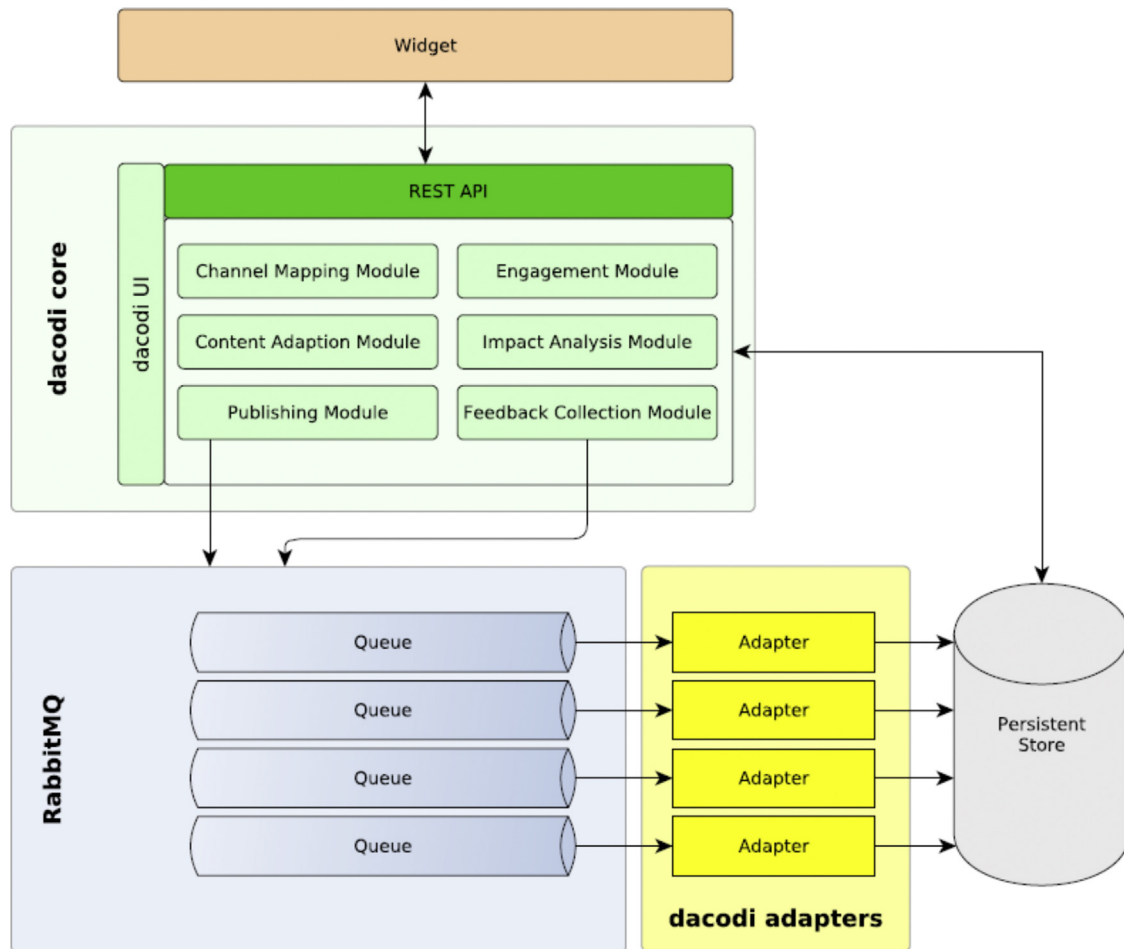 Widget
dacodi core
dacodi UI
REST API
Channel Mapping Module
Engagement Module
Content Adaption Module
Impact Analysis Module
Publishing Module
Feedback Collection Module
RabbitMQ
Queue
Adapter
Queue
Adapter
Queue
Adapter
Queue
Adapter
dacodi adapters
Persistent
Store